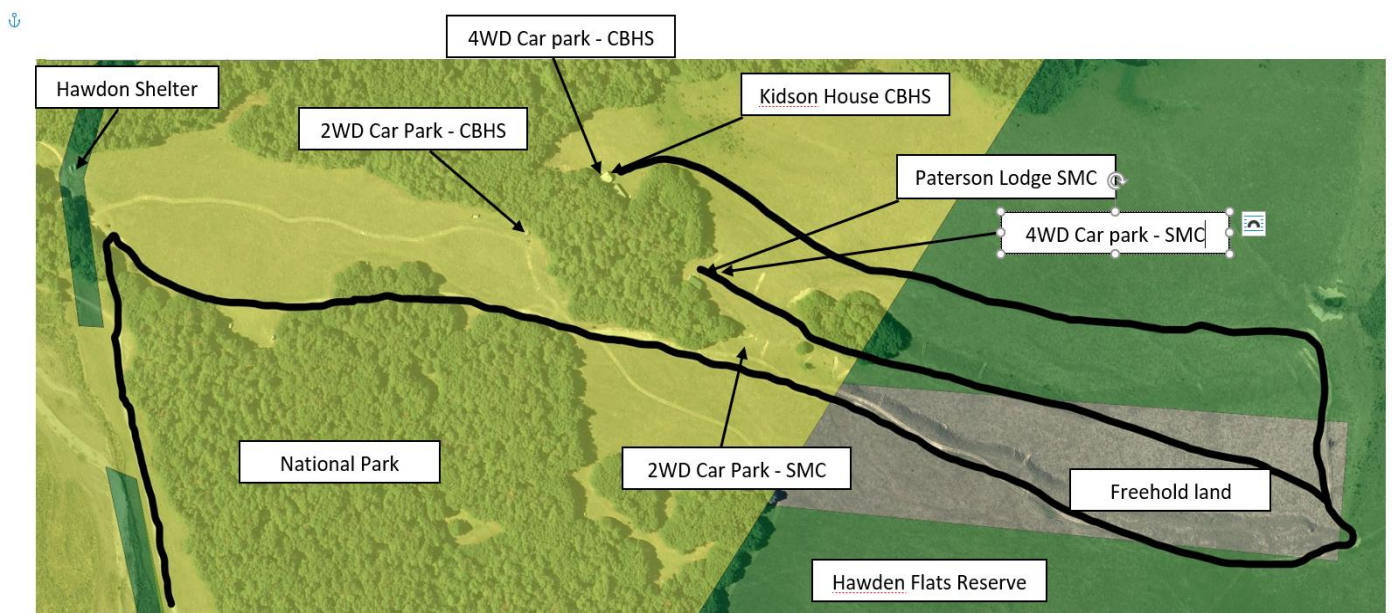 4WD Car park - CBHS
Hawdon Shelter
Kidson House CBHS
2WD Car Park - CBHS
Paterson Lodge SMC
4WD Car park - SMC
National Park
2WD Car Park - SMC
Freehold land
Hawden Flats Reserve